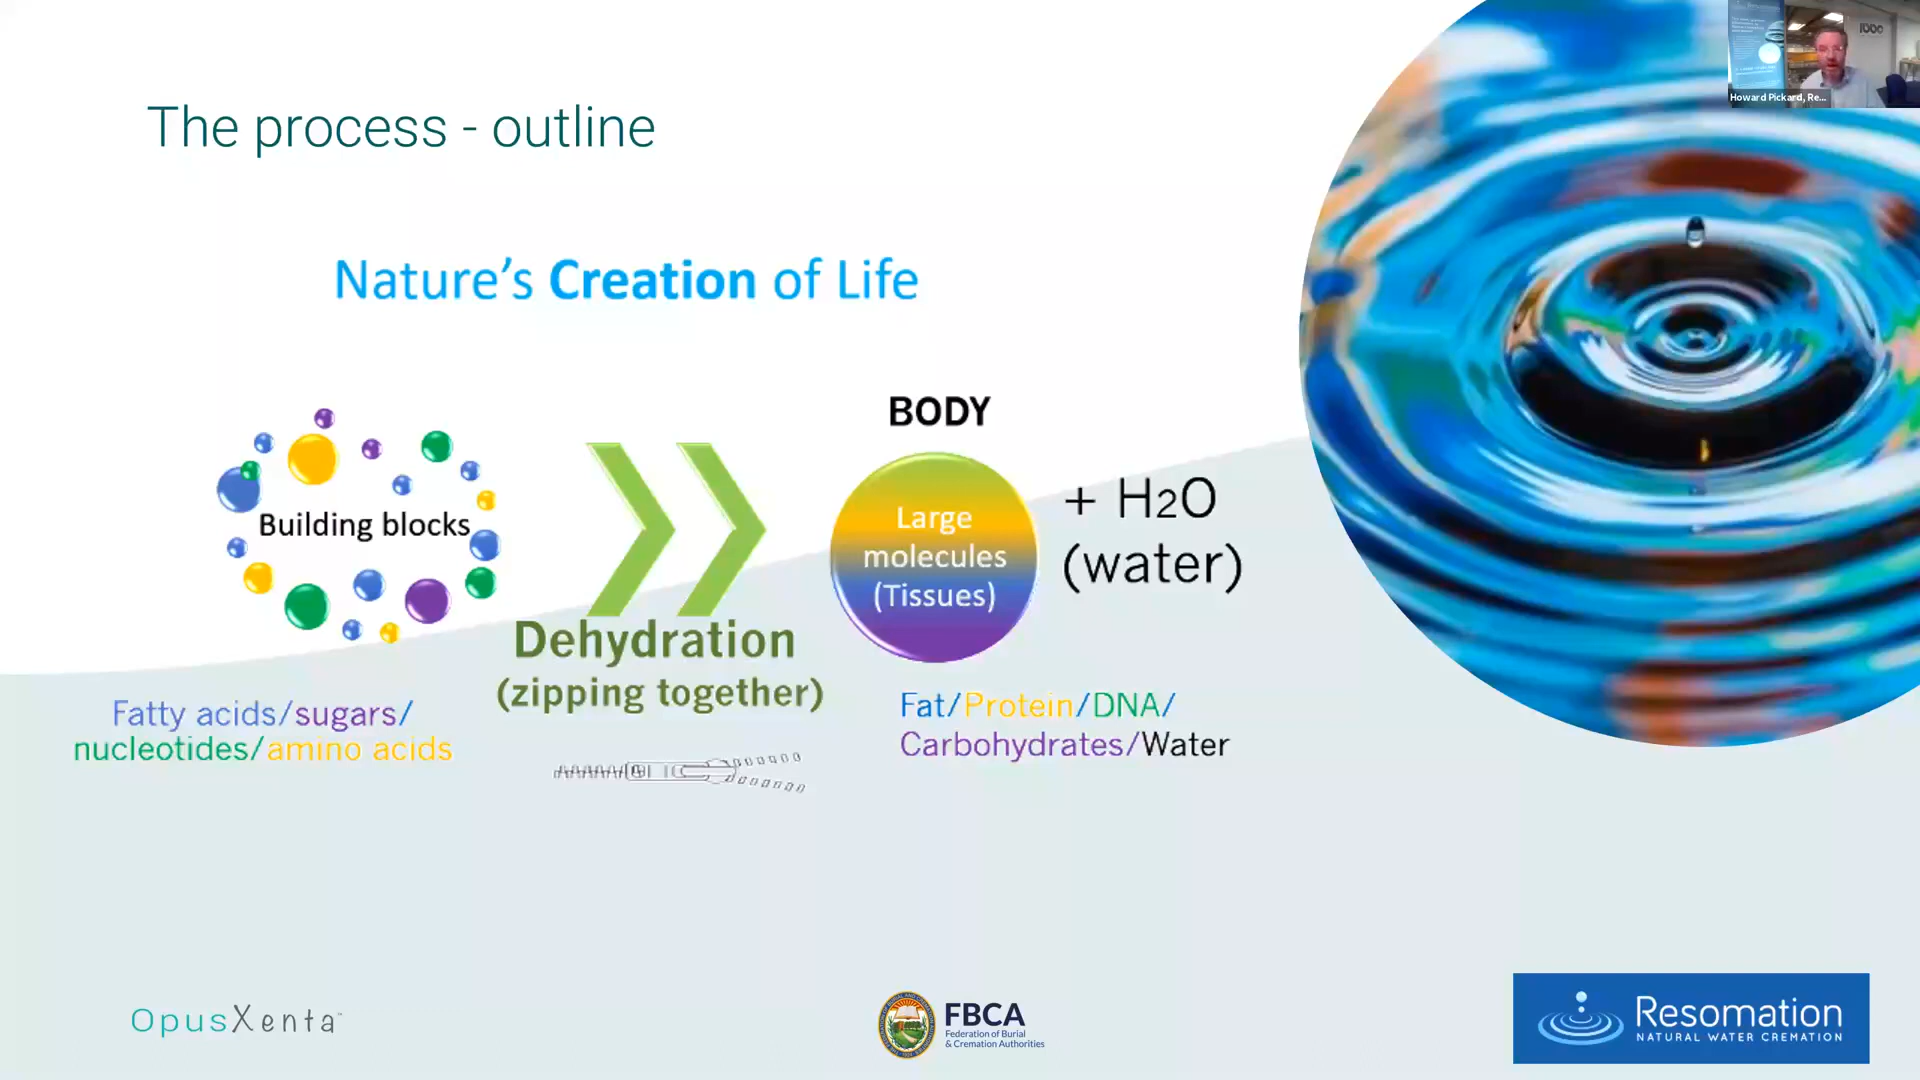 The process - outline
Howard Pickard, Re...
Nature's Creation of Life
BODY
Building blocks
Large
molecules
(Tissues)
+ H2O
(water)
Dehydration
(zipping together)
Fatty acids/sugars/
nucleotides/amino acids
Fat/Protein/DNA/
Carbohydrates/Water
OpusXenta™
FBCA
Federation of Burial
& Cremation Authorities
Resomation
NATURAL WATER CREMATION